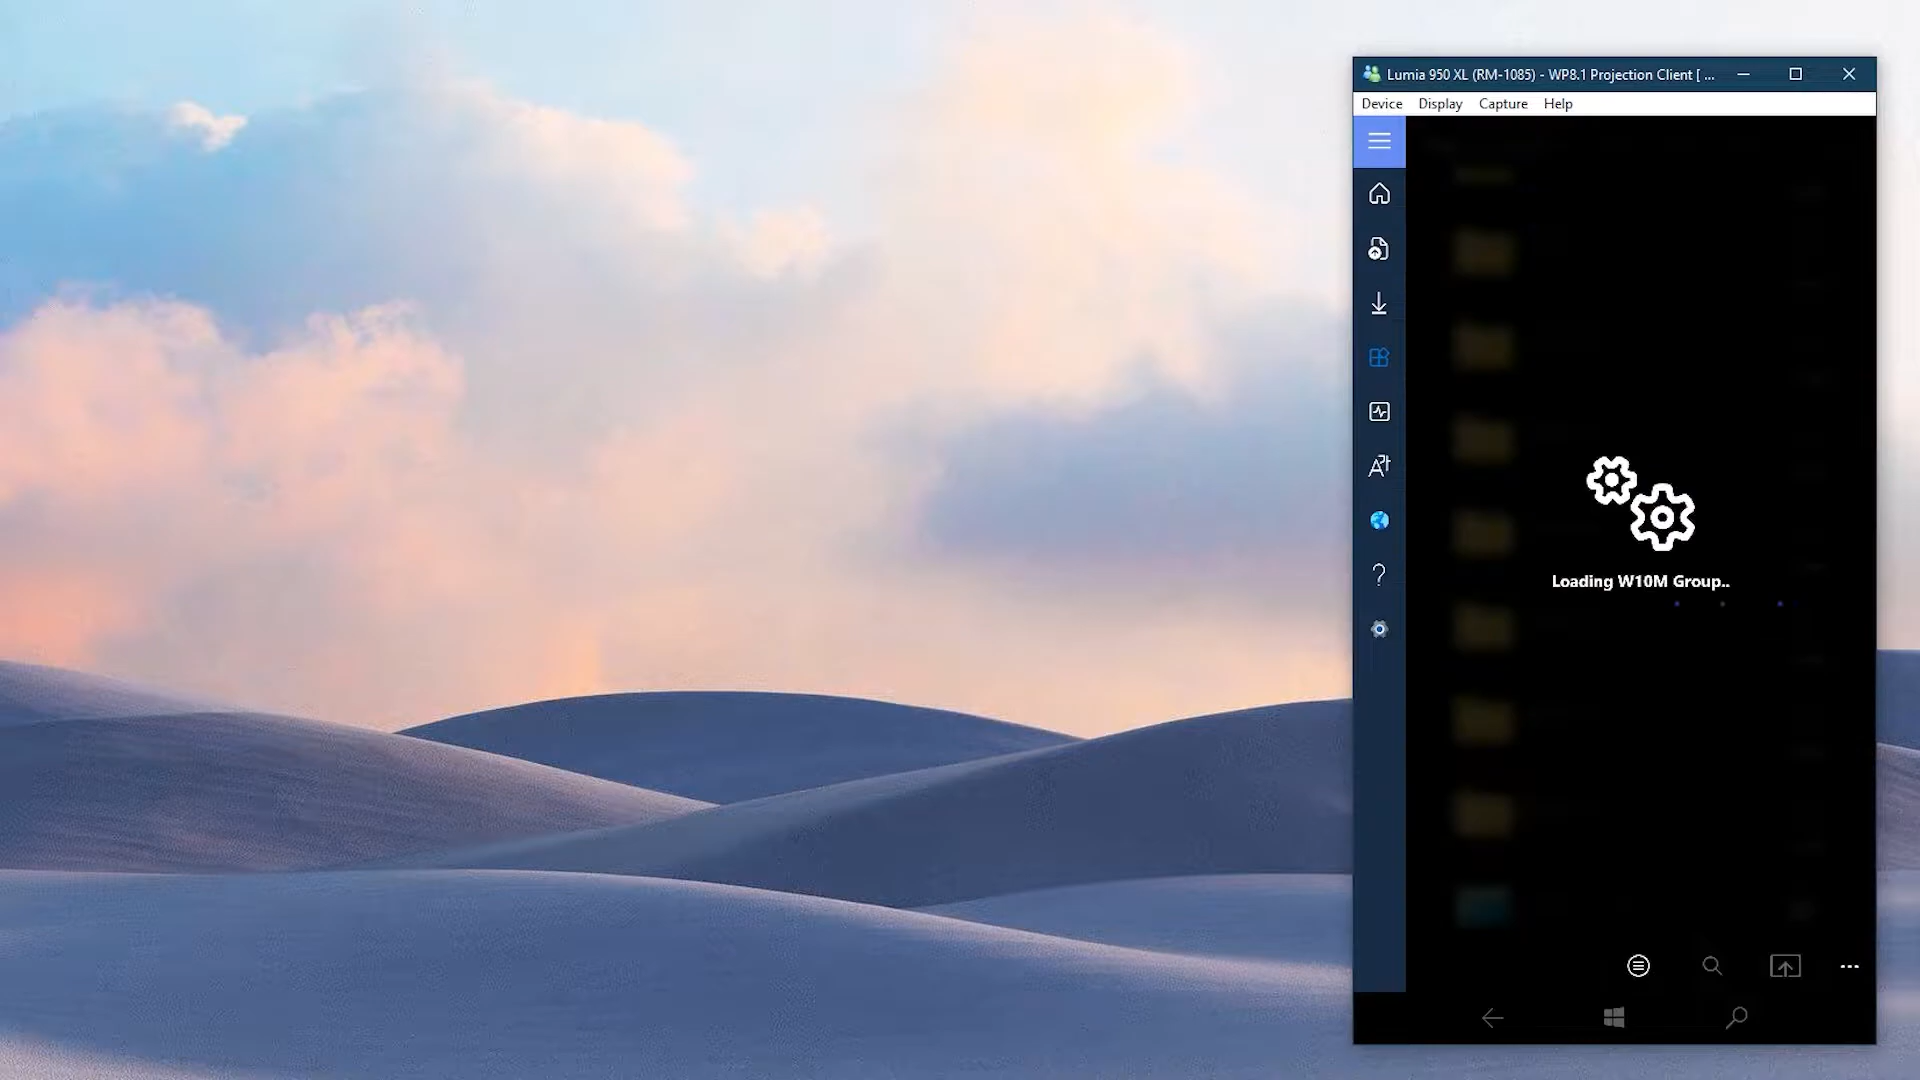 Lumia 950 XL (RM-1085) - WP8.1 Projection Client [ ...
Device Display Capture Help
Loading W10M Group..